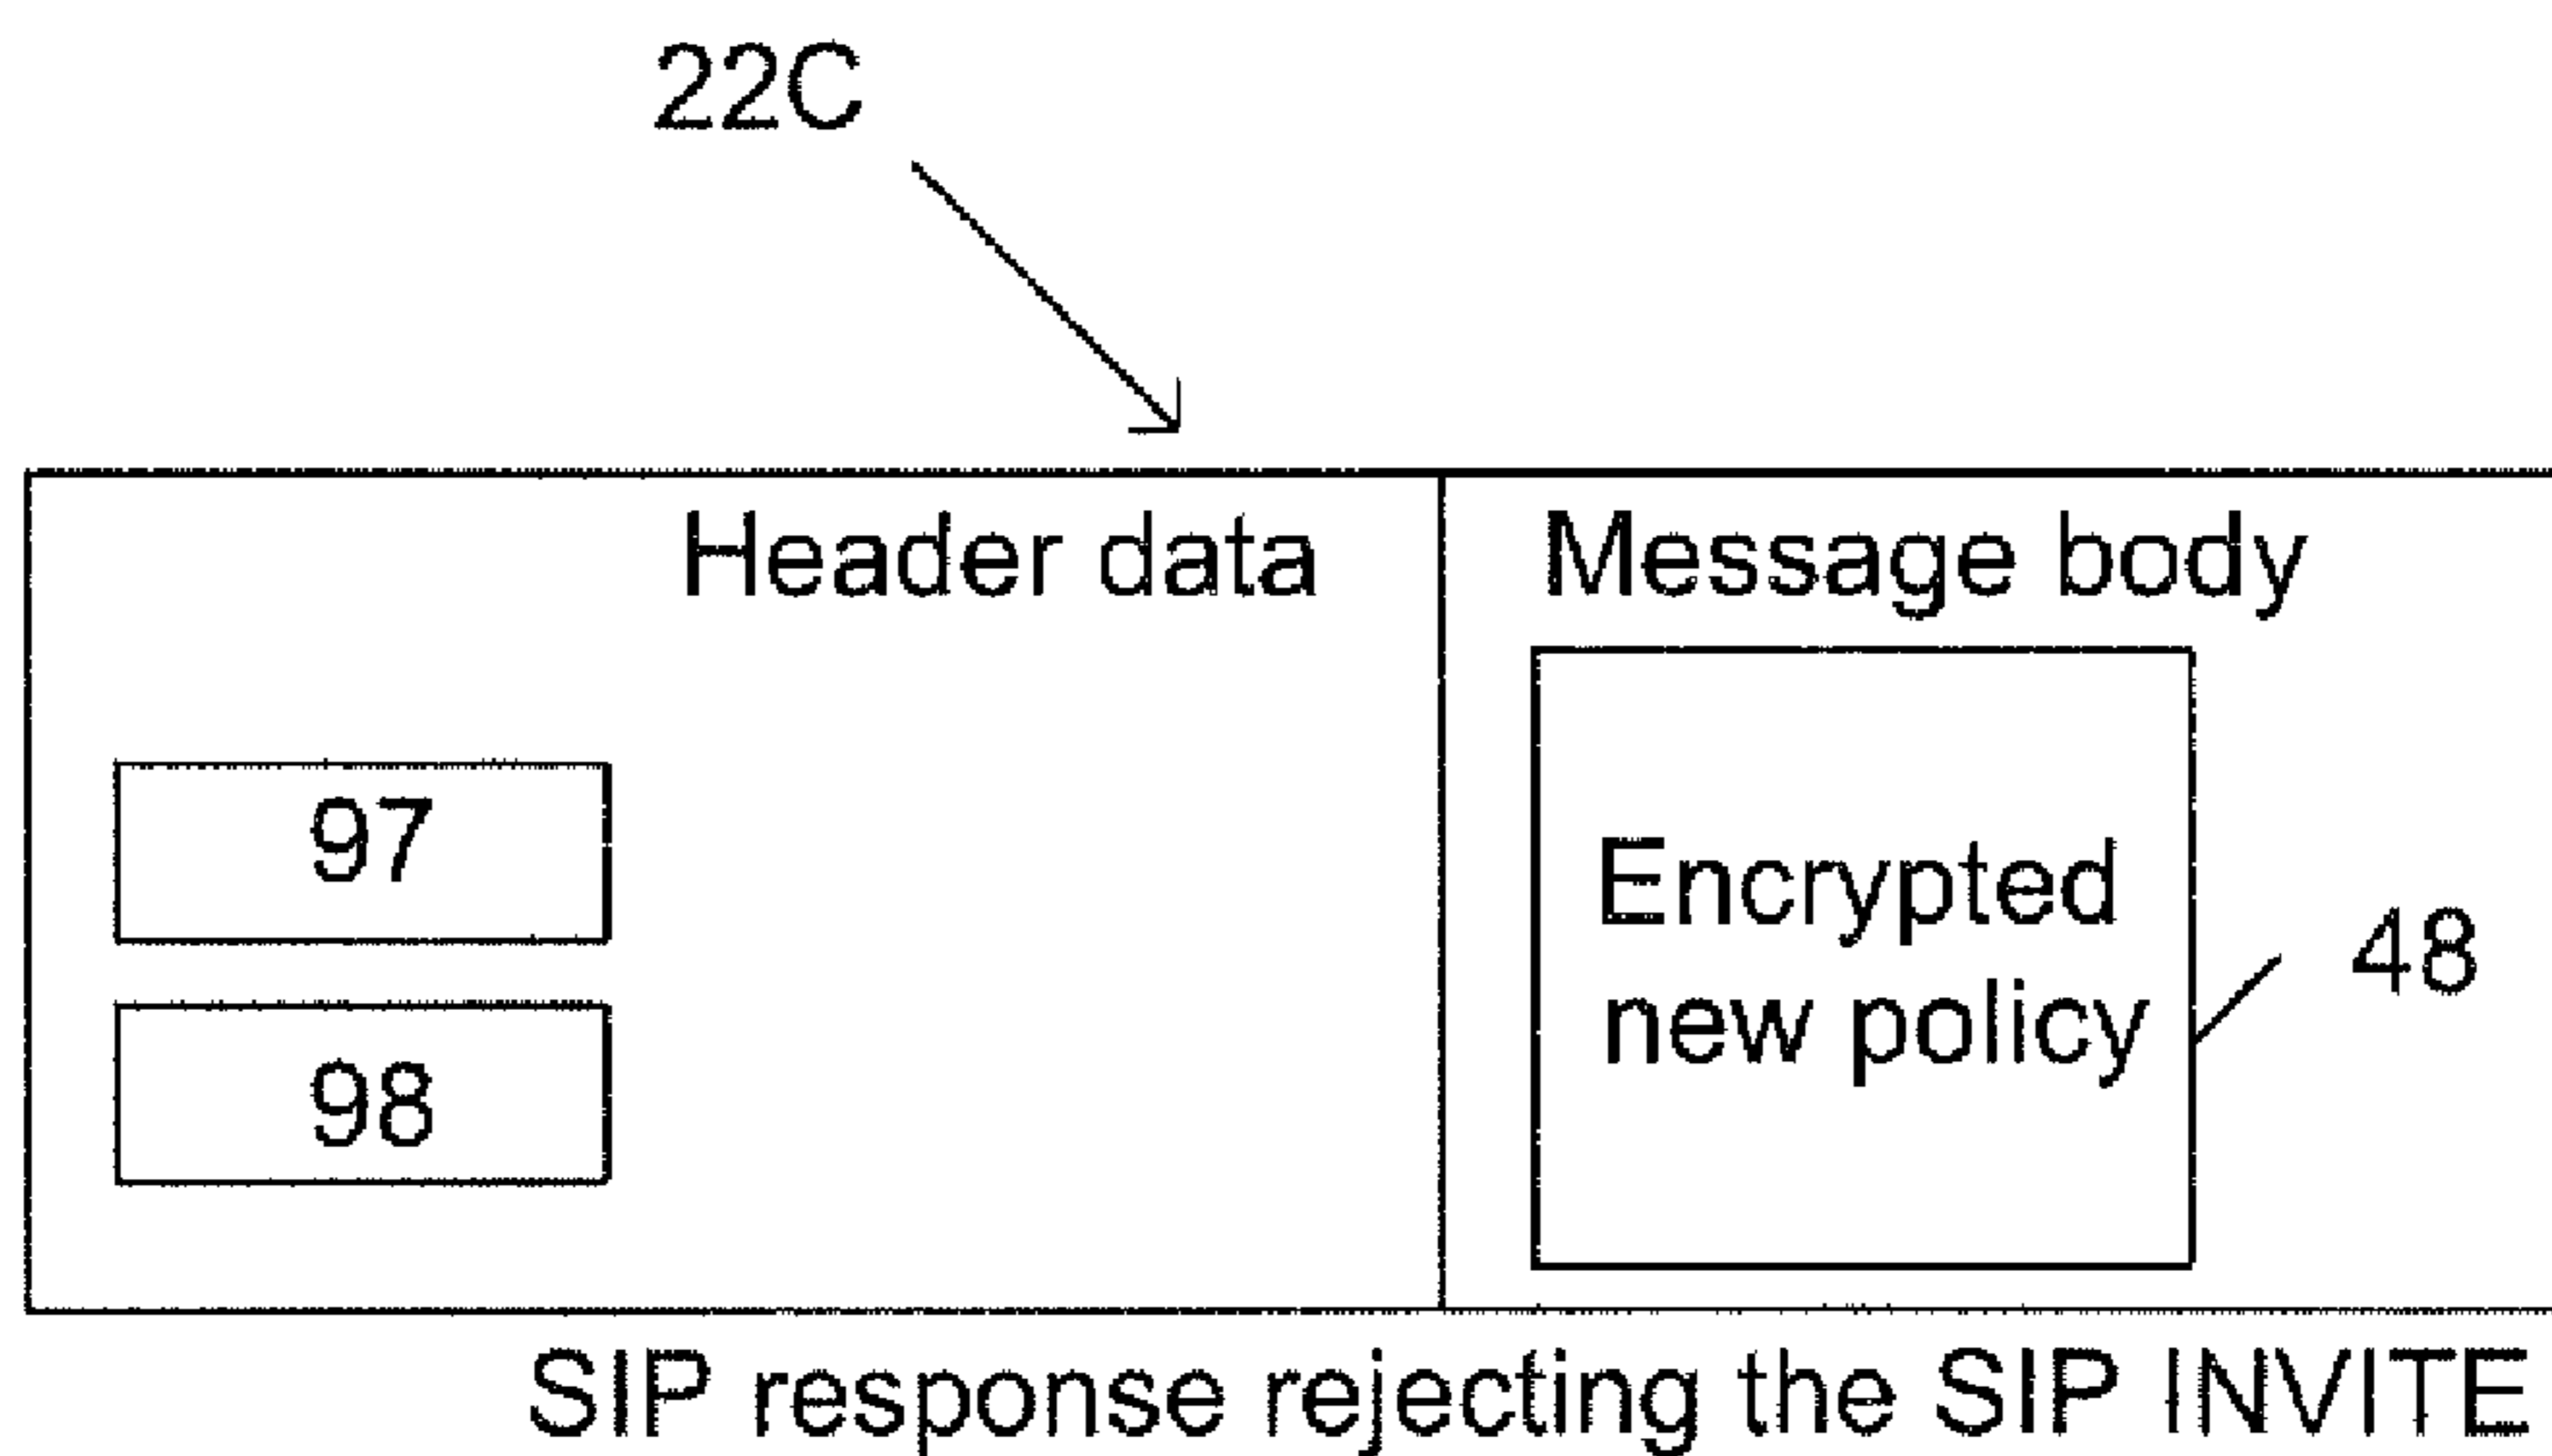 22C
Header data
Message body
97
98
Encrypted
new policy
48
SIP response rejecting the SIP INVITE